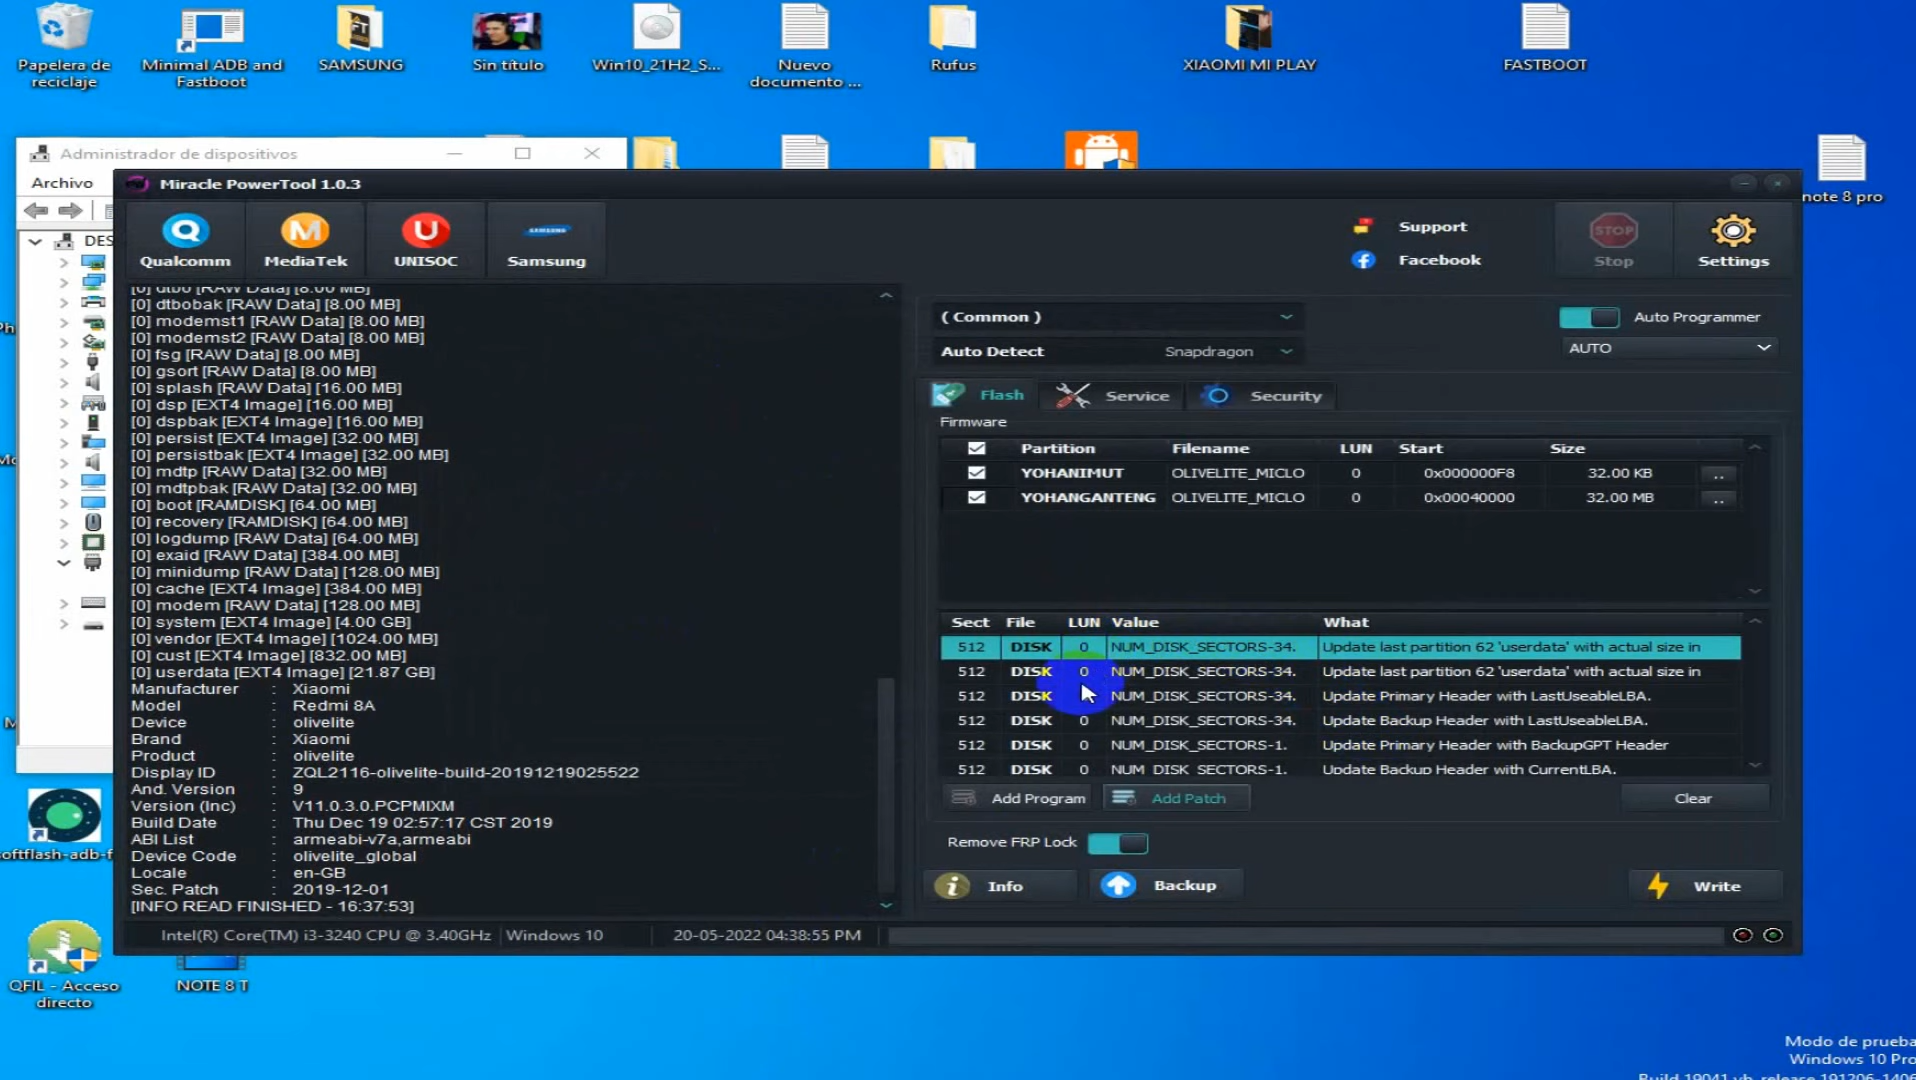 Papelera de
reciclaje
Minimal ADB and
Fastboot
SAMSUNG
Sin título
Win10_21H2_S...
Nuevo
documento ...
Rufus
XIAOMI MI PLAY
FASTBOOT
note 8 pro
Administrador de dispositivos
Archivo
DES
Miracle PowerTool 1.0.3
Qualcomm
MediaTek
UNISOC
SAMSUNG
Samsung
Support
Facebook
STOP
Stop
Settings
[0] dtbo [RAW Data] [8.00 MB]
[0] dtbobak [RAW Data] [8.00 MB]
[0] modemst1 [RAW Data] [8.00 MB]
[0] modemst2 [RAW Data] [8.00 MB]
[0] fsg [RAW Data] [8.00 MB]
[0] gsort [RAW Data] [8.00 MB]
[0] splash [RAW Data] [16.00 MB]
[0] dsp [EXT4 Image] [16.00 MB]
[0] dspbak [EXT4 Image] [16.00 MB]
[0] persist [EXT4 Image] [32.00 MB]
[0] persistbak [EXT4 Image] [32.00 MB]
[0] mdtp [RAW Data] [32.00 MB]
[0] mdtpbak [RAW Data] [32.00 MB]
[0] boot [RAMDISK] [64.00 MB]
[0] recovery [RAMDISK] [64.00 MB]
[0] logdump [RAW Data] [64.00 MB]
[0] exaid [RAW Data] [384.00 MB]
[0] minidump [RAW Data] [128.00 MB]
[0] cache [EXT4 Image] [384.00 MB]
[0] modem [RAW Data] [128.00 MB]
[0] system [EXT4 Image] [4.00 GB]
[0] vendor [EXT4 Image] [1024.00 MB]
[0] cust [EXT4 Image] [832.00 MB]
[0] userdata [EXT4 Image] [21.87 GB]
Manufacturer : Xiaomi
Model : Redmi 8A
Device : olivelite
Brand : Xiaomi
Product : olivelite
Display ID : ZQL2116-olivelite-build-20191219025522
And. Version : 9
Version (Inc) : V11.0.3.0.PCPMIXM
Build Date : Thu Dec 19 02:57:17 CST 2019
ABI List : armeabi-v7a,armeabi
Device Code : olivelite_global
Locale : en-GB
Sec. Patch : 2019-12-01
[INFO READ FINISHED - 16:37:53]
( Common )
Auto Detect Snapdragon
Auto Programmer
AUTO
Flash
Service
Security
Firmware
Partition Filename LUN Start Size
YOHANIMUT OLIVELITE_MICLO 0 0x000000F8 32.00 KB ..
YOHANGANTENG OLIVELITE_MICLO 0 0x00040000 32.00 MB ..
Sect File LUN Value What
512 DISK 0 NUM_DISK_SECTORS-34. Update last partition 62 'userdata' with actual size in
512 DISK 0 NUM_DISK_SECTORS-34. Update last partition 62 'userdata' with actual size in
512 DISK 0 NUM_DISK_SECTORS-34. Update Primary Header with LastUseableLBA.
512 DISK 0 NUM_DISK_SECTORS-34. Update Backup Header with LastUseableLBA.
512 DISK 0 NUM_DISK_SECTORS-1. Update Primary Header with BackupGPT Header
512 DISK 0 NUM_DISK_SECTORS-1. Update Backup Header with CurrentLBA.
Add Program
Add Patch
Clear
Remove FRP Lock
Info
Backup
Write
Intel(R) Core(TM) i3-3240 CPU @ 3.40GHz
Windows 10
20-05-2022 04:38:55 PM
softflash-adb-f
QFIL - Acceso
directo
NOTE 8 T
Modo de prueba
Windows 10 Pro
Build 19041.vb_release.191206-1406